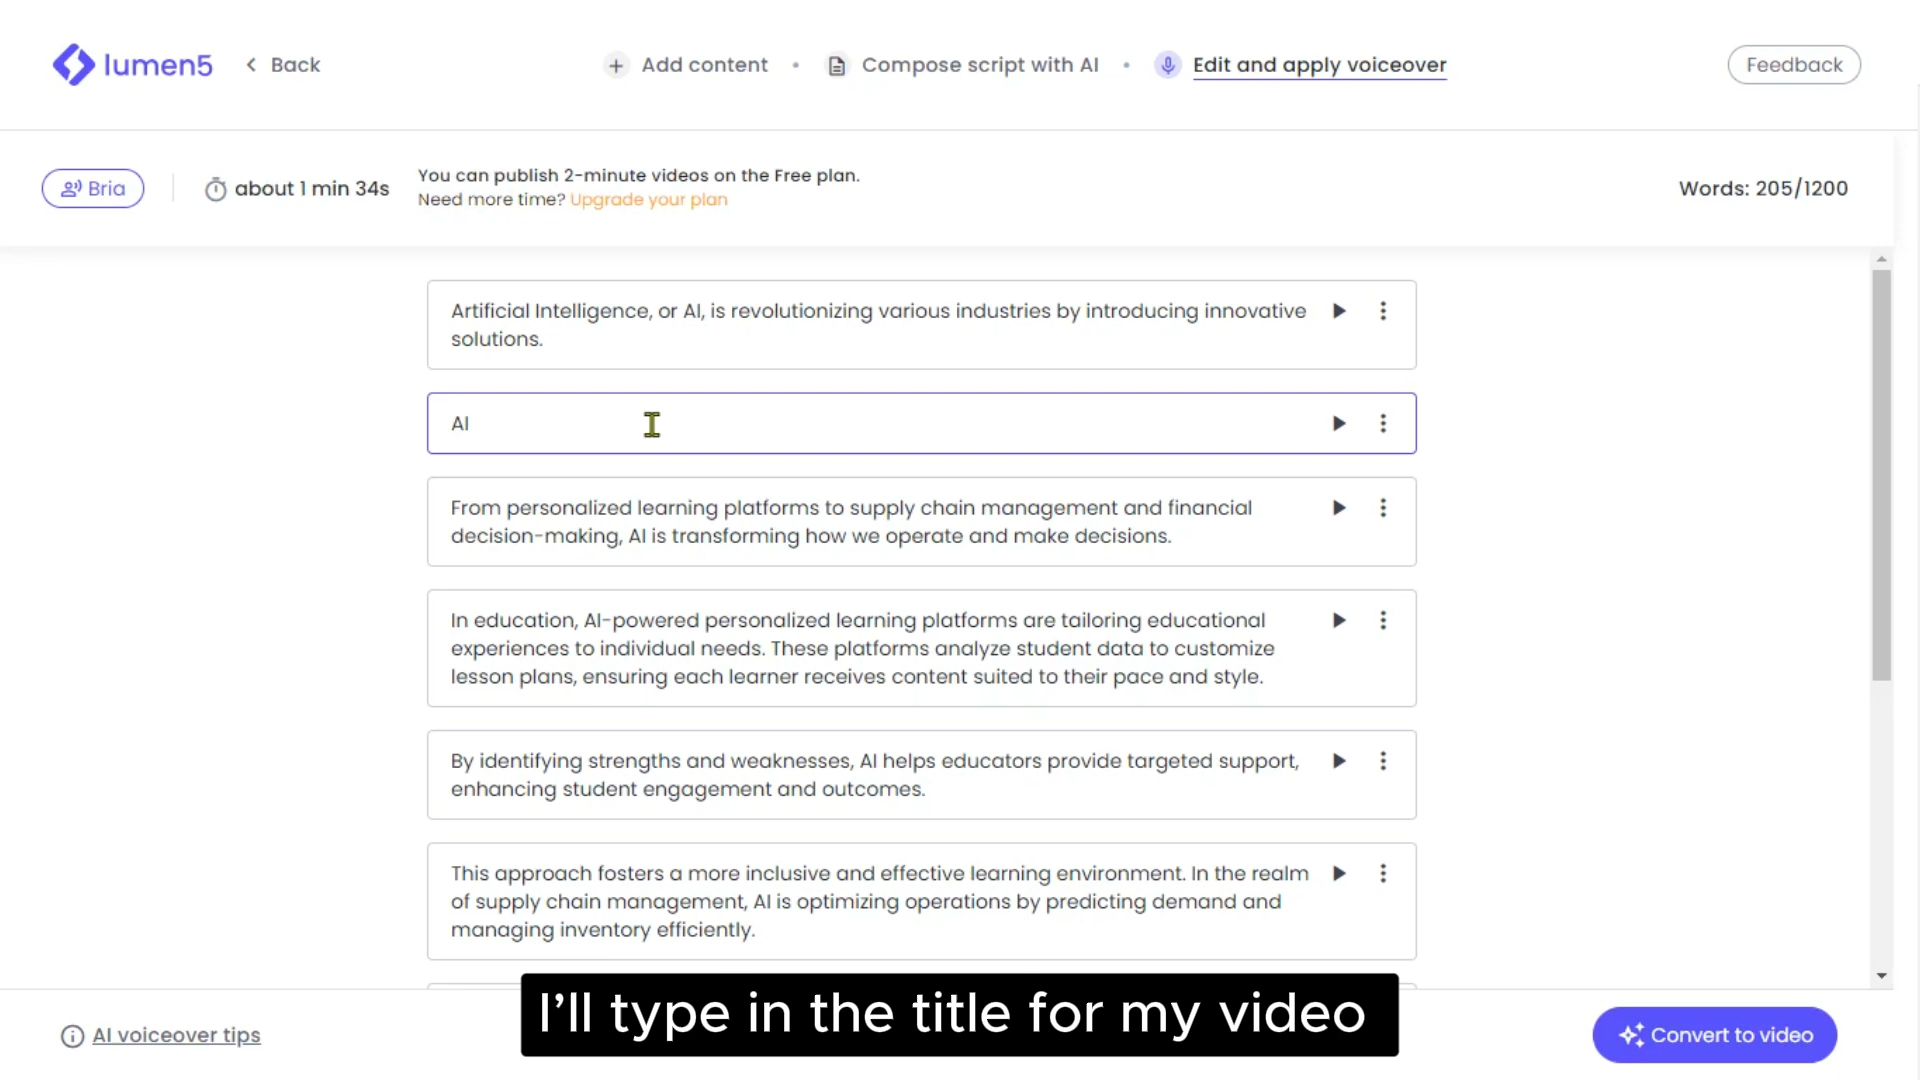 lumen5
Back
Add content
Compose script with AI
Edit and apply voiceover
Feedback
Bria
about 1 min 34s
You can publish 2-minute videos on the Free plan.
Need more time? Upgrade your plan
Words: 205/1200
Artificial Intelligence, or AI, is revolutionizing various industries by introducing innovative
solutions.
AI
From personalized learning platforms to supply chain management and financial
decision-making, AI is transforming how we operate and make decisions.
In education, AI-powered personalized learning platforms are tailoring educational
experiences to individual needs. These platforms analyze student data to customize
lesson plans, ensuring each learner receives content suited to their pace and style.
By identifying strengths and weaknesses, AI helps educators provide targeted support,
enhancing student engagement and outcomes.
This approach fosters a more inclusive and effective learning environment. In the realm
of supply chain management, AI is optimizing operations by predicting demand and
managing inventory efficiently.
I'll type in the title for my video
AI voiceover tips
Convert to video